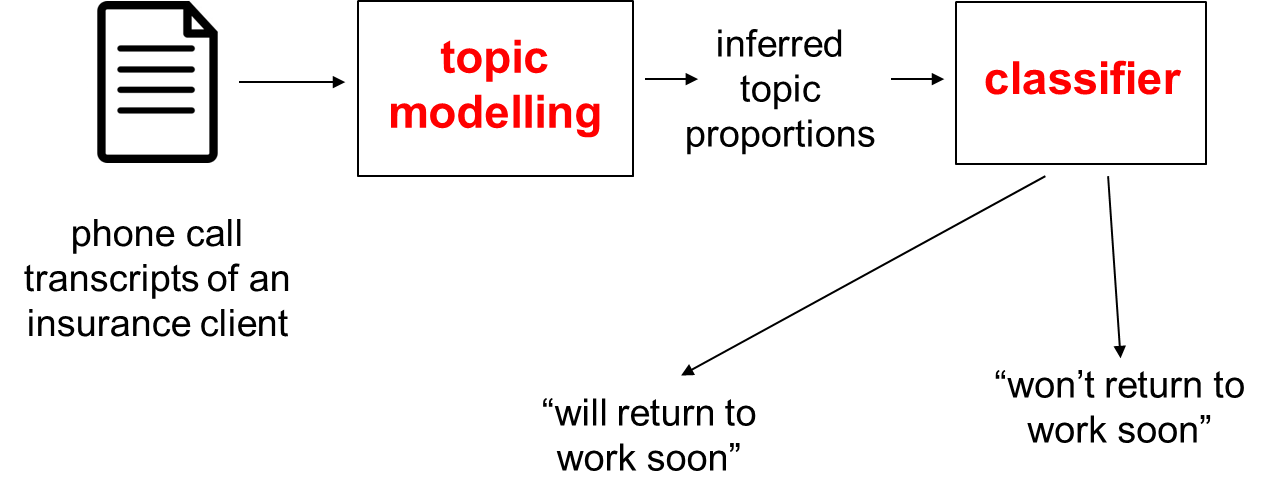 phone call
transcripts of an
insurance client
topic
modelling
inferred
topic
proportions
classifier
“will return to
work soon”
“won’t return to
work soon”